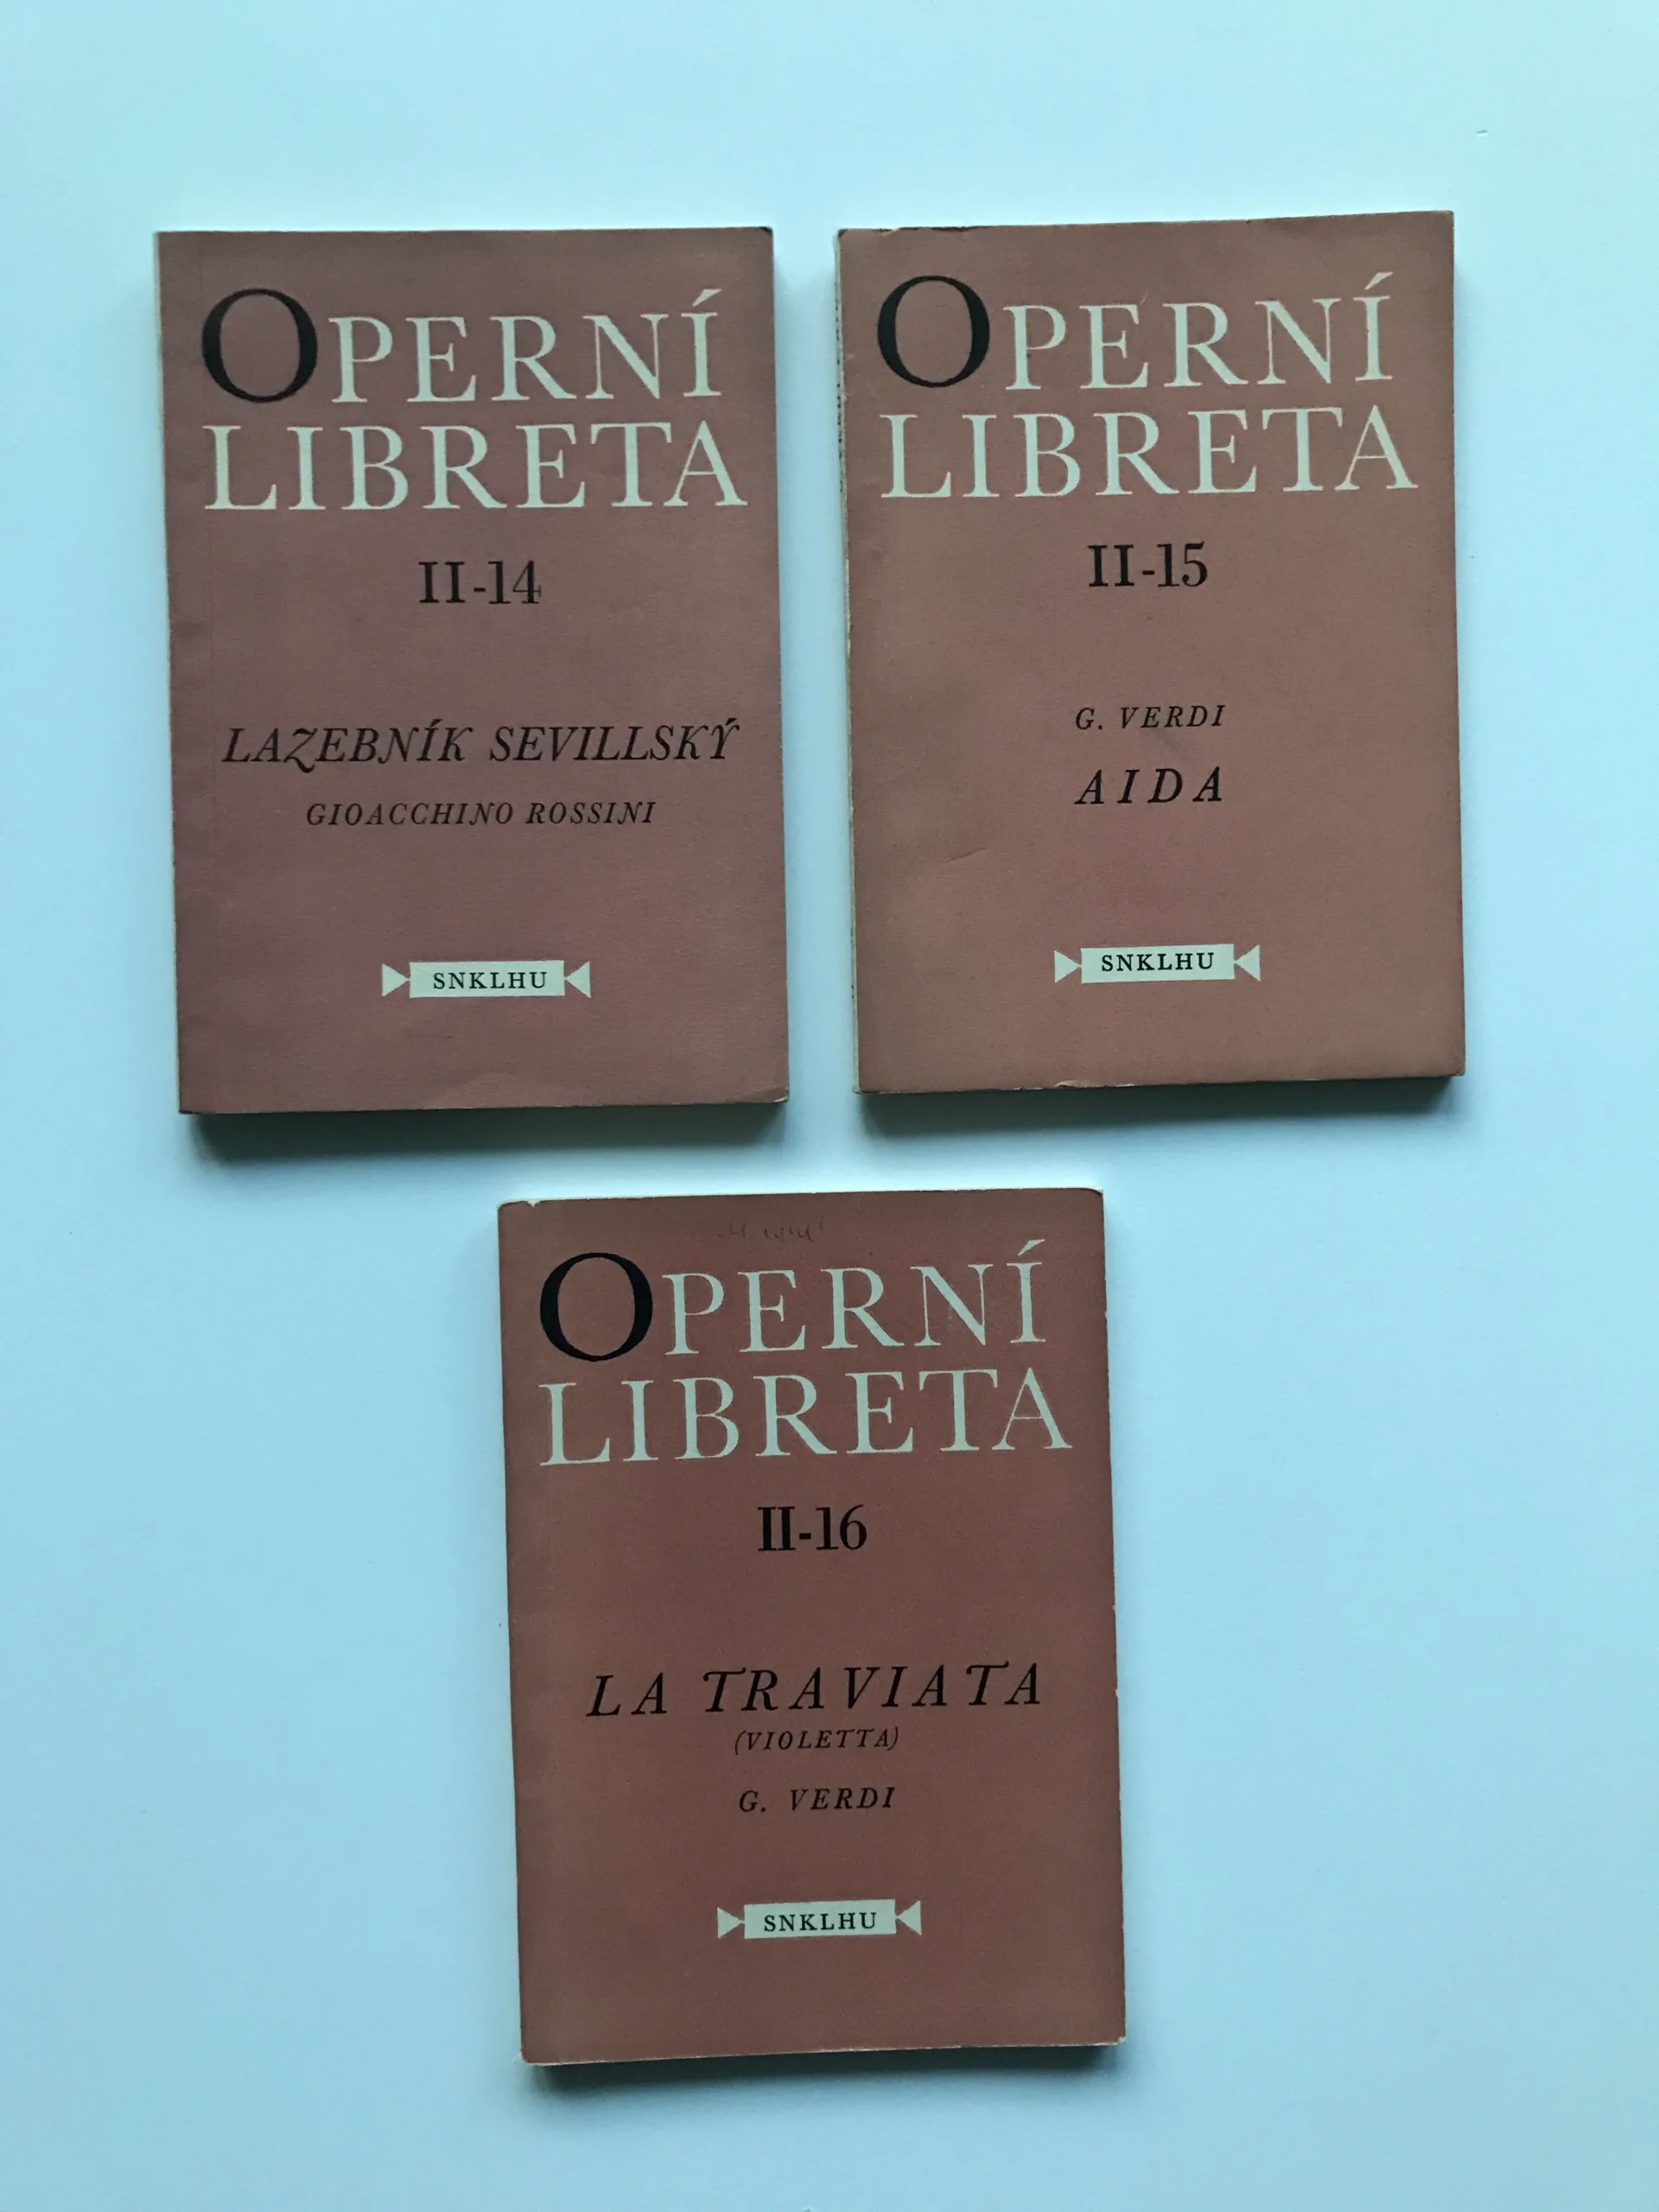 OPERNÍ
LIBRETA
II-14
LAZEBNÍK SEVILLSKÝ
GIOACCHINO ROSSINI
SNKLHU
OPERNÍ
LIBRETA
II-15
G. VERDI
AIDA
SNKLHU
OPERNÍ
LIBRETA
II-16
LA TRAVIATA
(VIOLETTA)
G. VERDI
SNKLHU